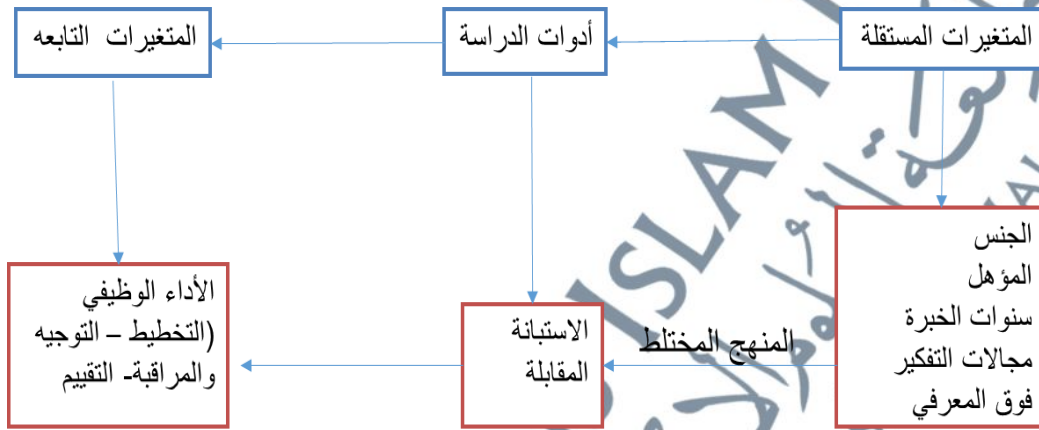 المتغيرات المستقلة
أدوات الدراسة
المتغيرات التابعه
الجنس
المؤهل
سنوات الخبرة
مجالات التفكير
فوق المعرفي
المنهج المختلط
الاستبانة
المقابلة
الأداء الوظيفي
(التخطيط – التوجيه
والمراقبة- التقييم
ISLAM